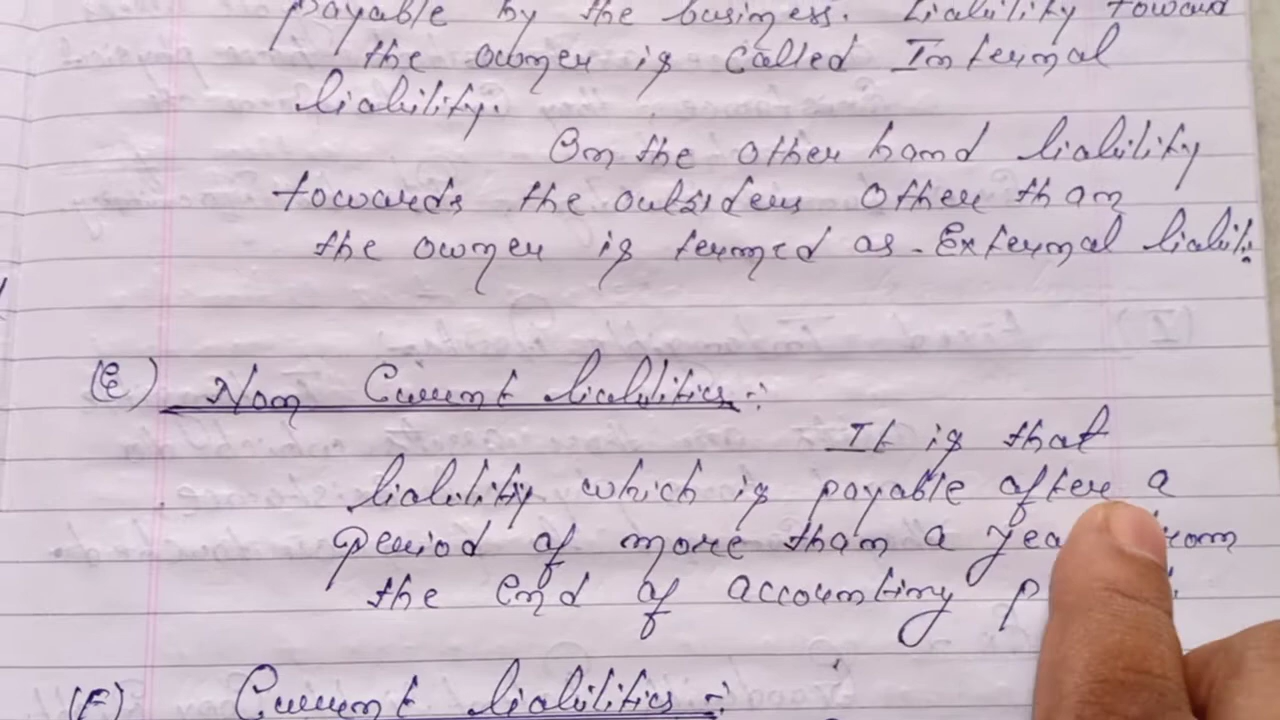 payable by the business. Liability toward
the owner is called Internal
liability.
On the other hand liability
towards the outsiders other than
the owner is termed as External liabili.
(E) Non Current liabilities :-
It is that
liability which is payable after a
period of more than a year from
the end of accounting p
(F) Current liabilities :-